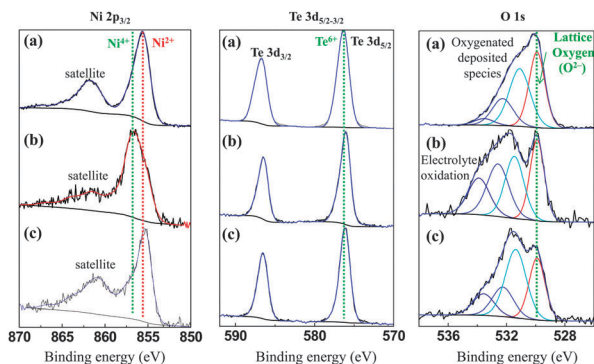 Ni 2p3/2
Te 3d5/2-3/2
O 1s
(a)
Ni4+
Ni2+
satellite
(b)
satellite
(c)
satellite
870
865
860
855
850
Binding energy (eV)
(a)
Te6+
Te 3d3/2
Te 3d5/2
(b)
(c)
590
580
570
Binding energy (eV)
(a)
Oxygenated
deposited
species
Lattice
Oxygen
(O2−)
(b)
Electrolyte
oxidation
(c)
536
532
528
Binding energy (eV)